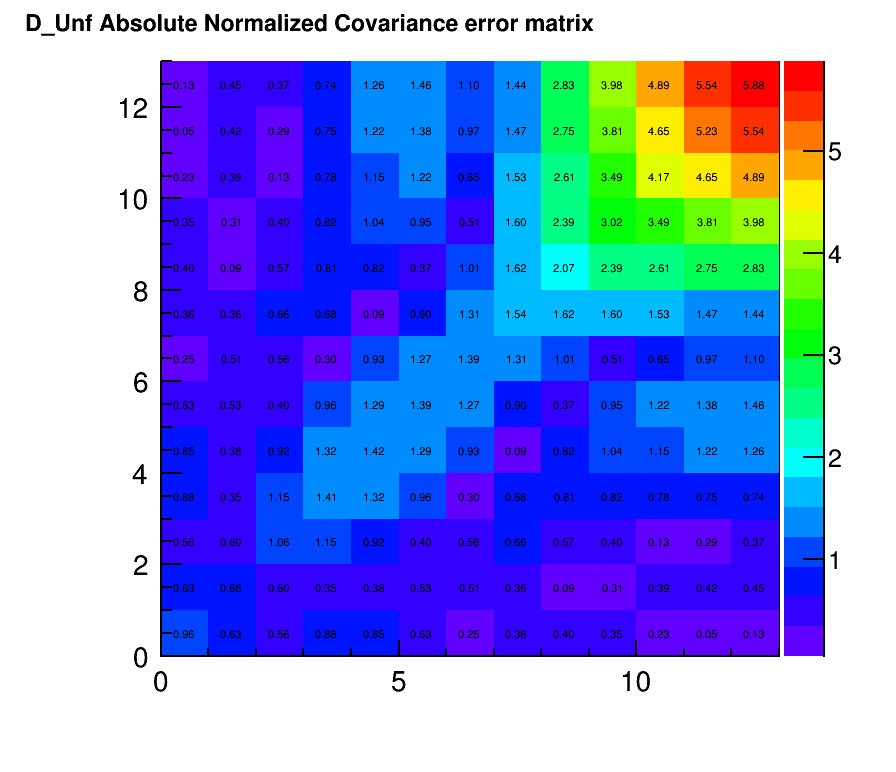 D_Unf Absolute Normalized Covariance error matrix
12
10
8
6
4
2
0
0.13 0.45 0.37 0.74 1.26 1.46 1.10 1.44 2.83 3.98 4.89 5.54 5.88
0.05 0.42 0.29 0.75 1.22 1.38 0.97 1.47 2.75 3.81 4.65 5.23 5.54
0.23 0.39 0.13 0.78 1.15 1.22 0.65 1.53 2.61 3.49 4.17 4.65 4.89
0.35 0.31 0.40 0.82 1.04 0.95 0.51 1.60 2.39 3.02 3.49 3.81 3.98
0.40 0.09 0.57 0.81 0.82 0.37 1.01 1.62 2.07 2.39 2.61 2.75 2.83
0.36 0.36 0.66 0.68 0.09 0.90 1.31 1.54 1.62 1.60 1.53 1.47 1.44
0.25 0.51 0.56 0.30 0.93 1.27 1.39 1.31 1.01 0.51 0.65 0.97 1.10
0.63 0.53 0.40 0.96 1.29 1.39 1.27 0.90 0.37 0.95 1.22 1.38 1.46
0.85 0.38 0.92 1.32 1.42 1.29 0.93 0.09 0.82 1.04 1.15 1.22 1.26
0.88 0.35 1.15 1.41 1.32 0.96 0.30 0.68 0.81 0.82 0.78 0.75 0.74
0.56 0.60 1.06 1.15 0.92 0.40 0.56 0.66 0.57 0.40 0.13 0.29 0.37
0.63 0.66 0.60 0.35 0.38 0.53 0.51 0.36 0.09 0.31 0.39 0.42 0.45
0.96 0.63 0.56 0.88 0.85 0.63 0.25 0.36 0.40 0.35 0.23 0.05 0.13
0 5 10
5
4
3
2
1